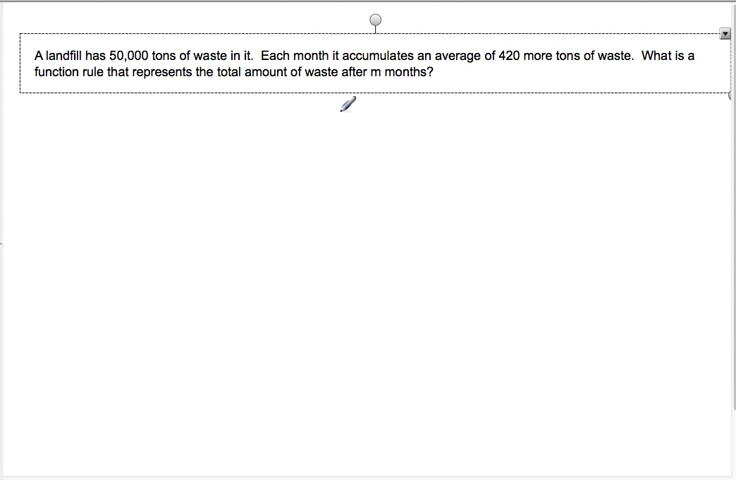 A landfill has 50,000 tons of waste in it. Each month it accumulates an average of 420 more tons of waste. What is a
function rule that represents the total amount of waste after m months?